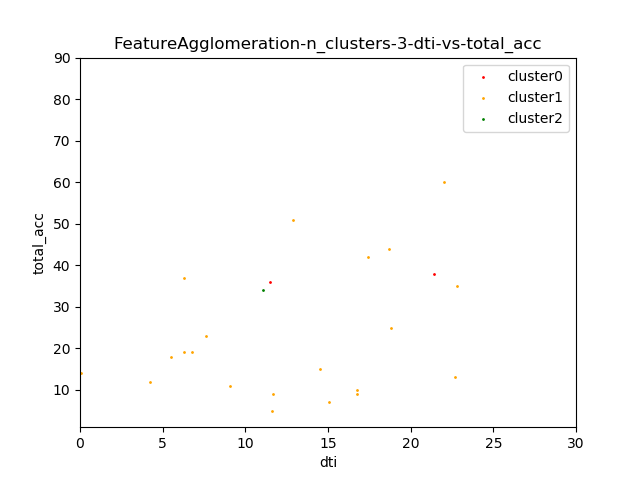 FeatureAgglomeration-n_clusters-3-dti-vs-total_acc
cluster0
cluster1
cluster2
90
80
70
60
50
40
30
20
10
total_acc
0 5 10 15 20 25 30
dti